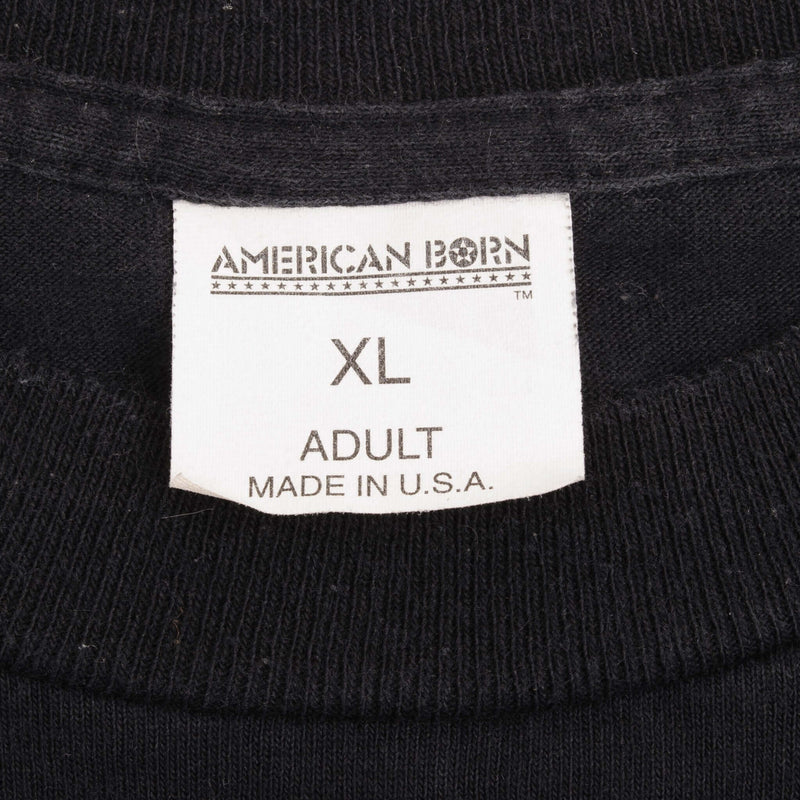 AMERICAN BORN
TM
XL
ADULT
MADE IN U.S.A.